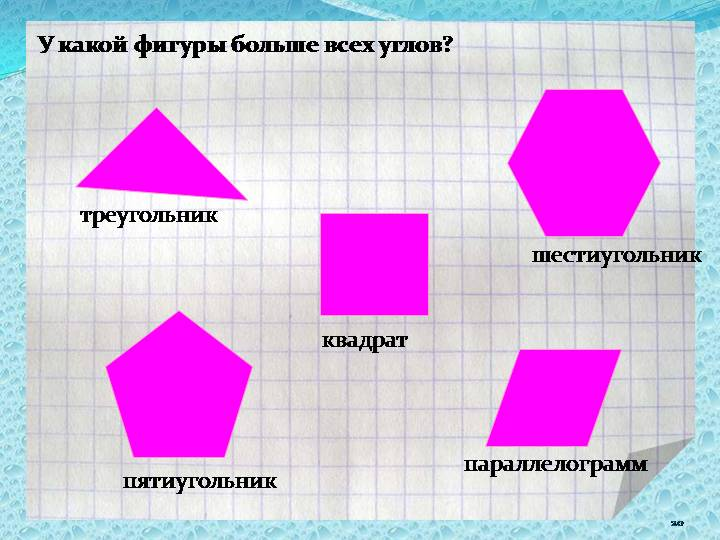 У какой фигуры больше всех углов?
треугольник
шестиугольник
квадрат
параллелограмм
пятиугольник